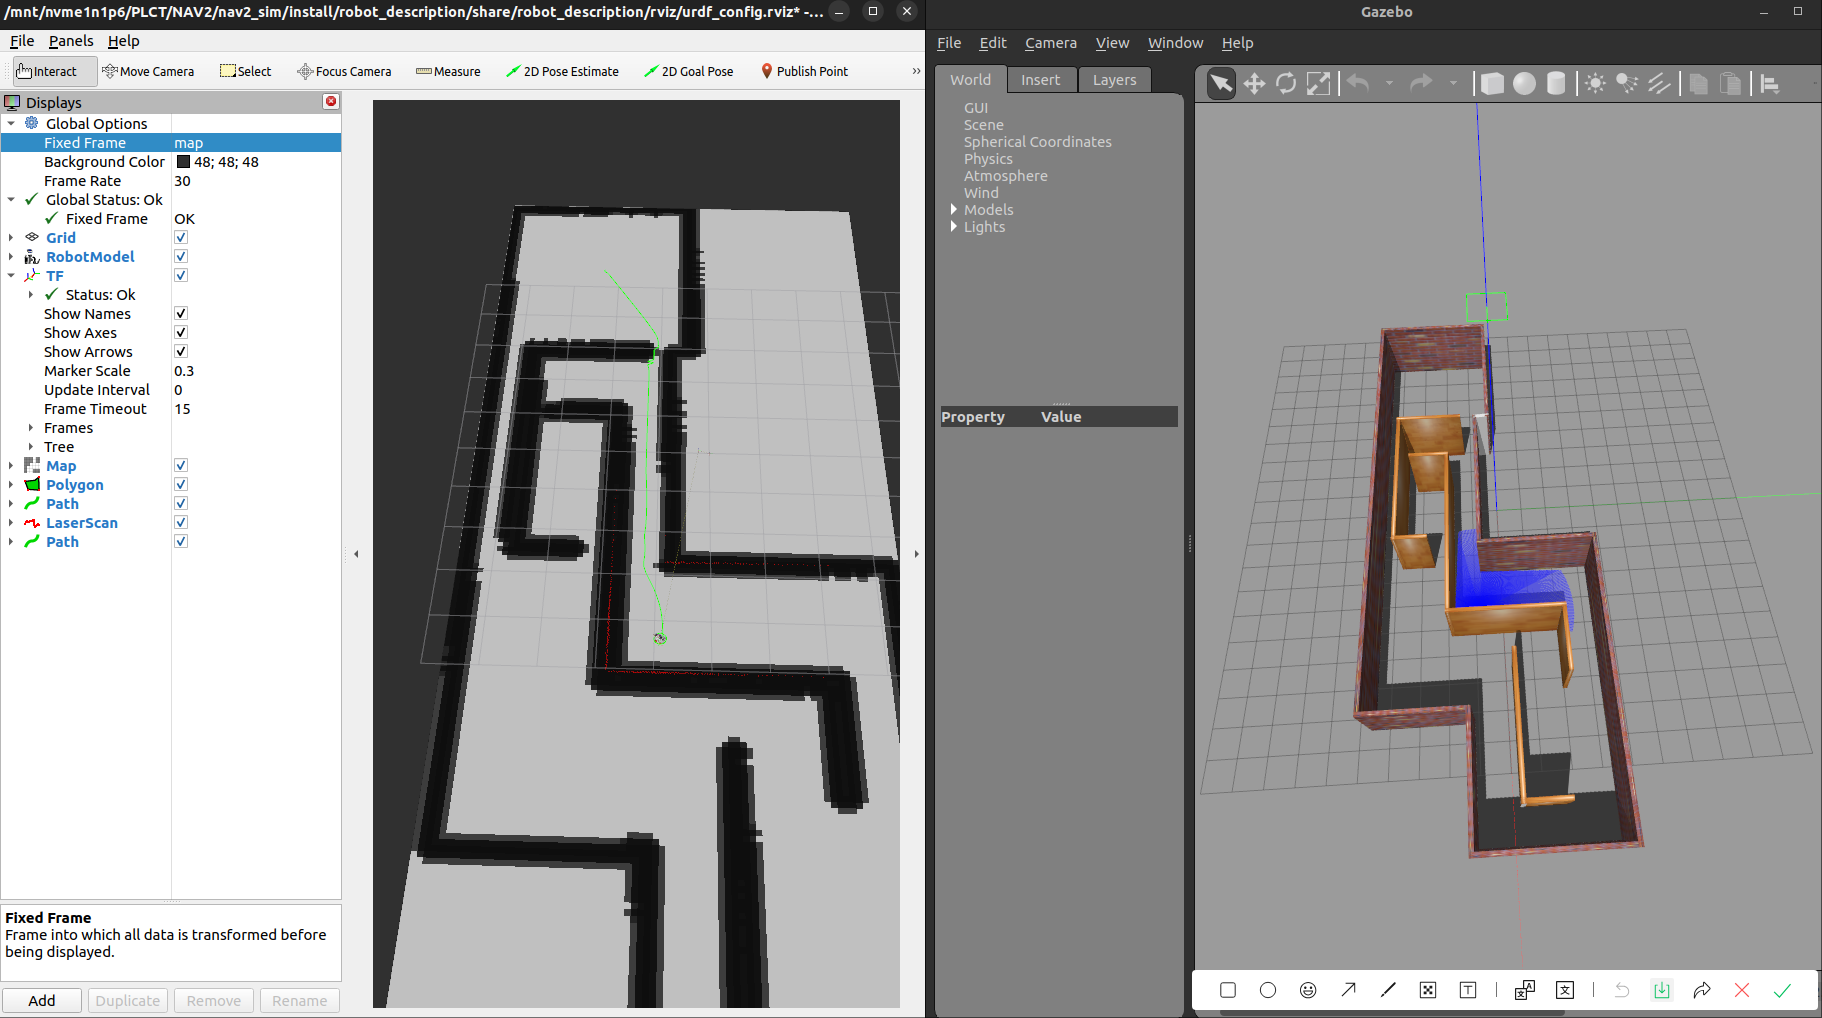 /mnt/nvme1n1p6/PLCT/NAV2/nav2_sim/install/robot_description/share/robot_description/rviz/urdf_config.rviz* -...
File Panels Help
Interact Move Camera Select Focus Camera Measure 2D Pose Estimate 2D Goal Pose Publish Point »
Displays
Global Options
Fixed Frame map
Background Color 48; 48; 48
Frame Rate 30
Global Status: Ok
Fixed Frame OK
Grid
RobotModel
TF
Status: Ok
Show Names
Show Axes
Show Arrows
Marker Scale 0.3
Update Interval 0
Frame Timeout 15
Frames
Tree
Map
Polygon
Path
LaserScan
Path
Fixed Frame
Frame into which all data is transformed before
being displayed.
Add Duplicate Remove Rename
Gazebo
File Edit Camera View Window Help
World Insert Layers
GUI
Scene
Spherical Coordinates
Physics
Atmosphere
Wind
Models
Lights
Property Value
T 文A 文